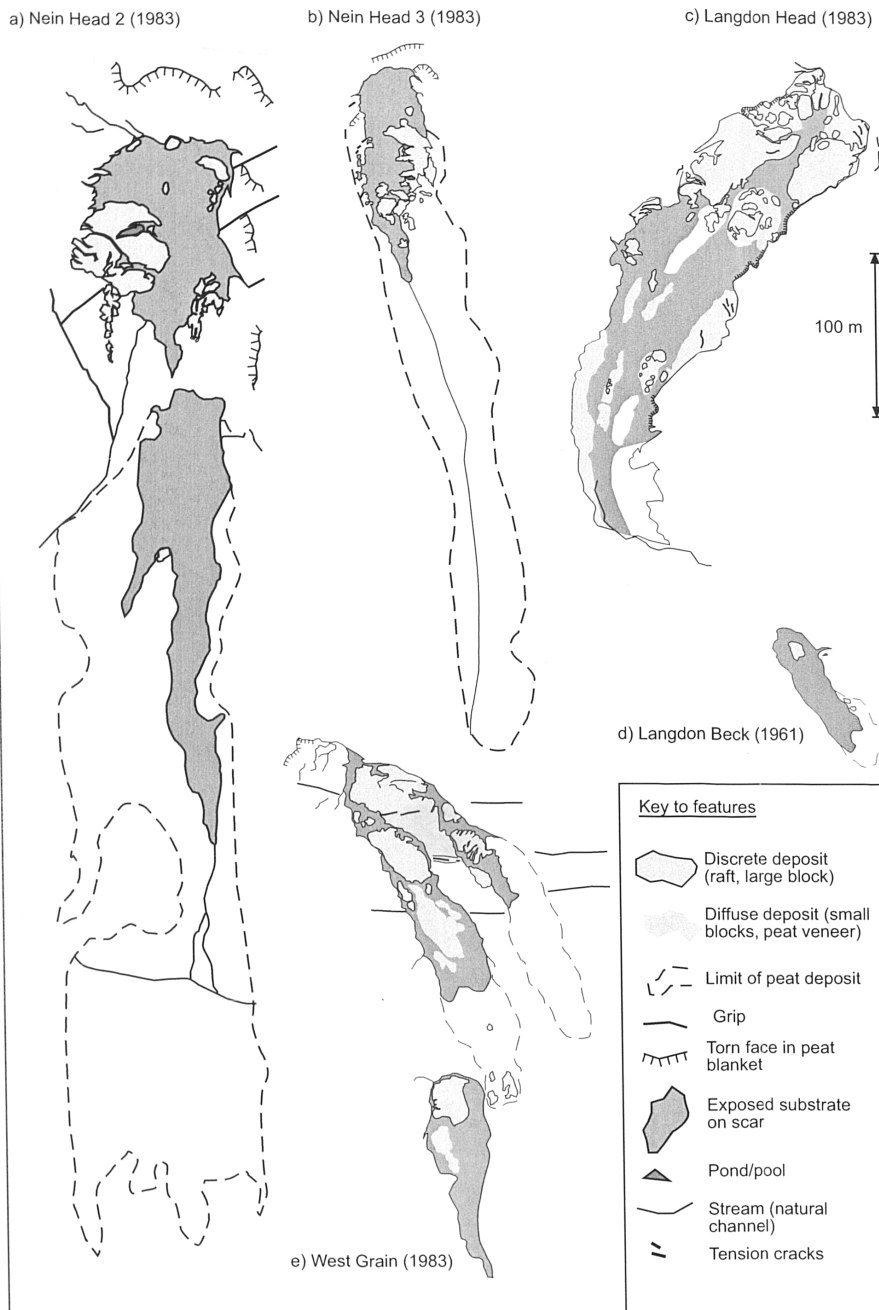 a) Nein Head 2 (1983)
b) Nein Head 3 (1983)
c) Langdon Head (1983)
100 m
d) Langdon Beck (1961)
e) West Grain (1983)
Key to features
Discrete deposit
(raft, large block)
Diffuse deposit (small
blocks, peat veneer)
Limit of peat deposit
Grip
Torn face in peat
blanket
Exposed substrate
on scar
Pond/pool
Stream (natural
channel)
Tension cracks